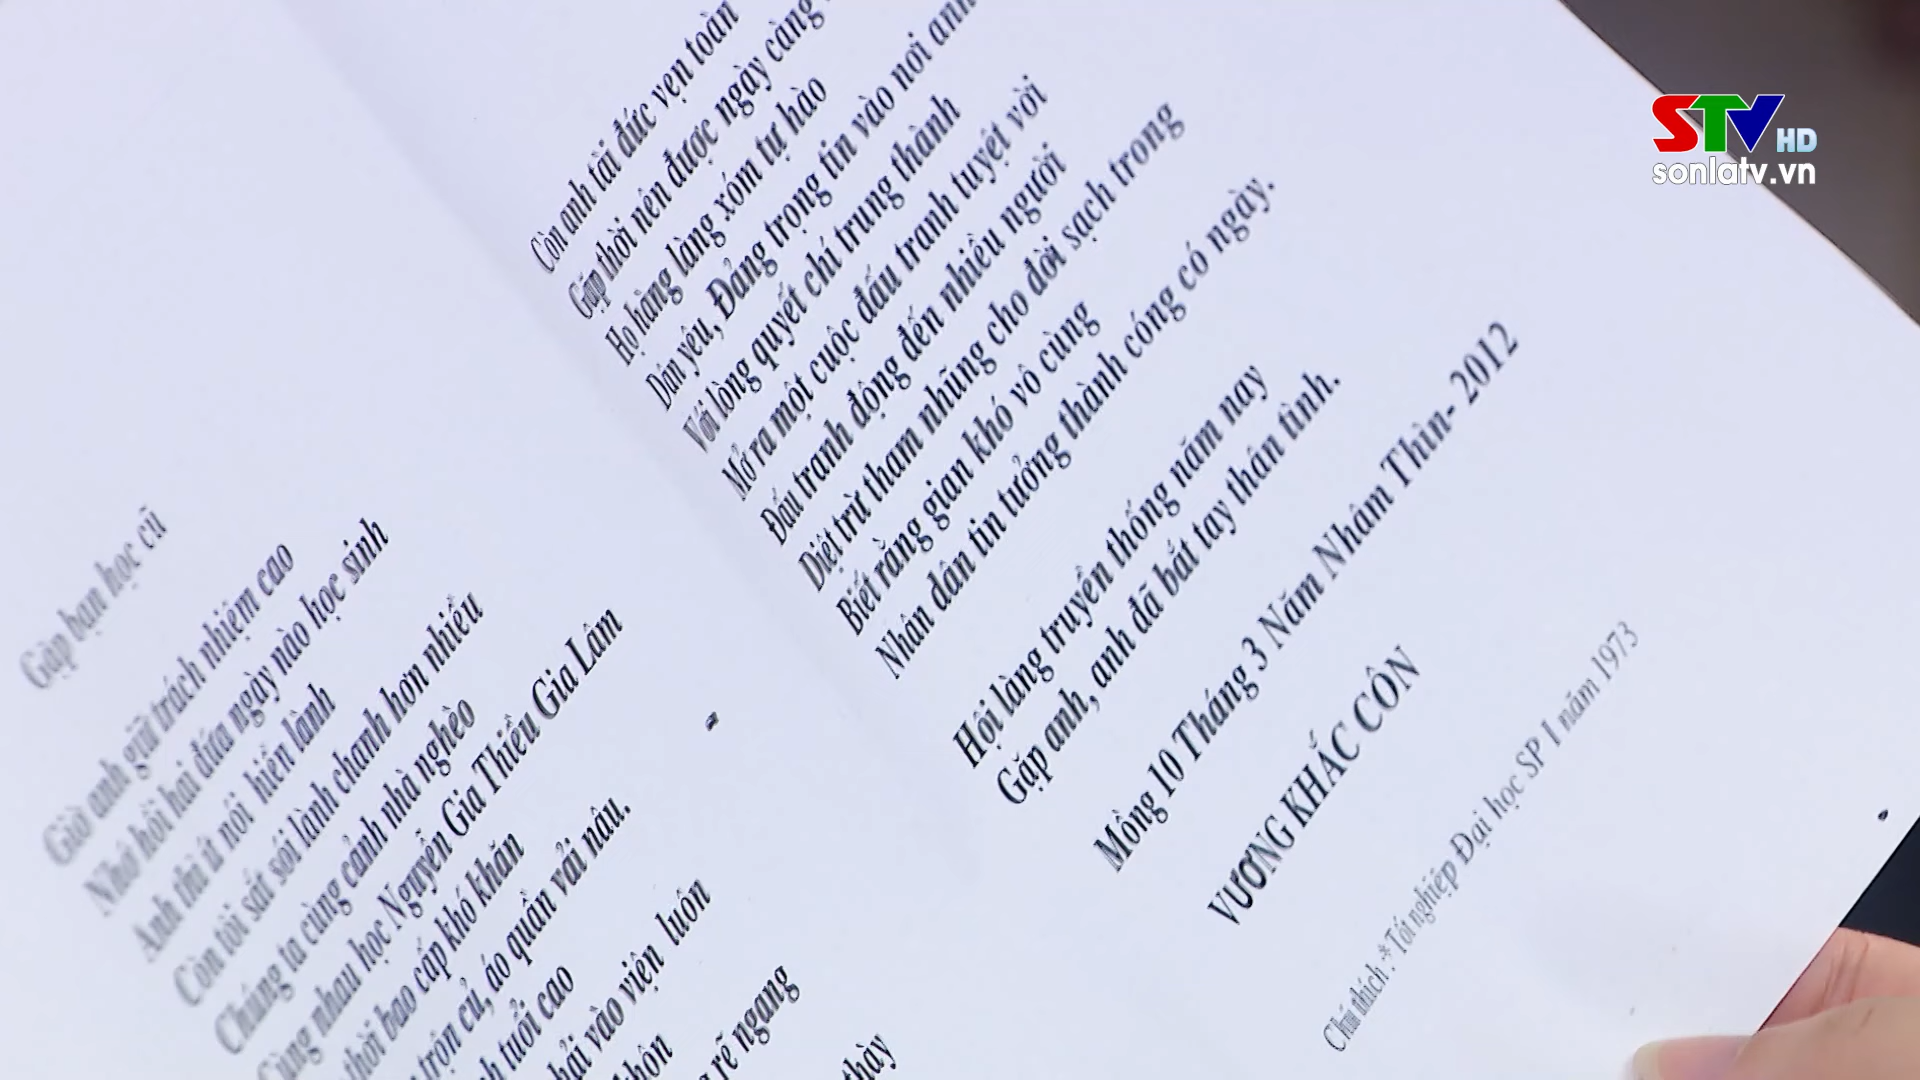 Gặp bạn học cũ
Giờ anh giữ trách nhiệm cao
Nhớ hồi hai đứa ngày nào học sinh
Anh thì ít nói hiền lành
Còn tôi sát sói lành chanh hơn nhiều
Chúng ta cùng cảnh nhà nghèo
Cùng nhau học Nguyễn Gia Thiều Gia Lâm
thời bao cấp khó khăn
trộn củ, áo quần vải nâu.
tuổi cao
vào viện luôn
rẽ ngang
thày
Còn anh tài đức vẹn toàn
Gặp thời nên được ngày càng
Họ hàng làng xóm tự hào
Dân yêu, Đảng trọng tin vào nơi anh
Với lòng quyết chí trung thành
Mở ra một cuộc đấu tranh tuyệt vời
Đấu tranh động đến nhiều người
Diệt trừ tham nhũng cho đời sạch trong
Biết rằng gian khó vô cùng
Nhân dân tin tưởng thành công có ngày.
Hội làng truyền thống năm nay
Gặp anh, anh đã bắt tay thân tình.
Mồng 10 Tháng 3 Năm Nhâm Thìn- 2012
VƯƠNG KHẮC CÔN
Chú thích :* Tốt nghiệp Đại học SP I năm 1973
STV HD
sonlatv.vn